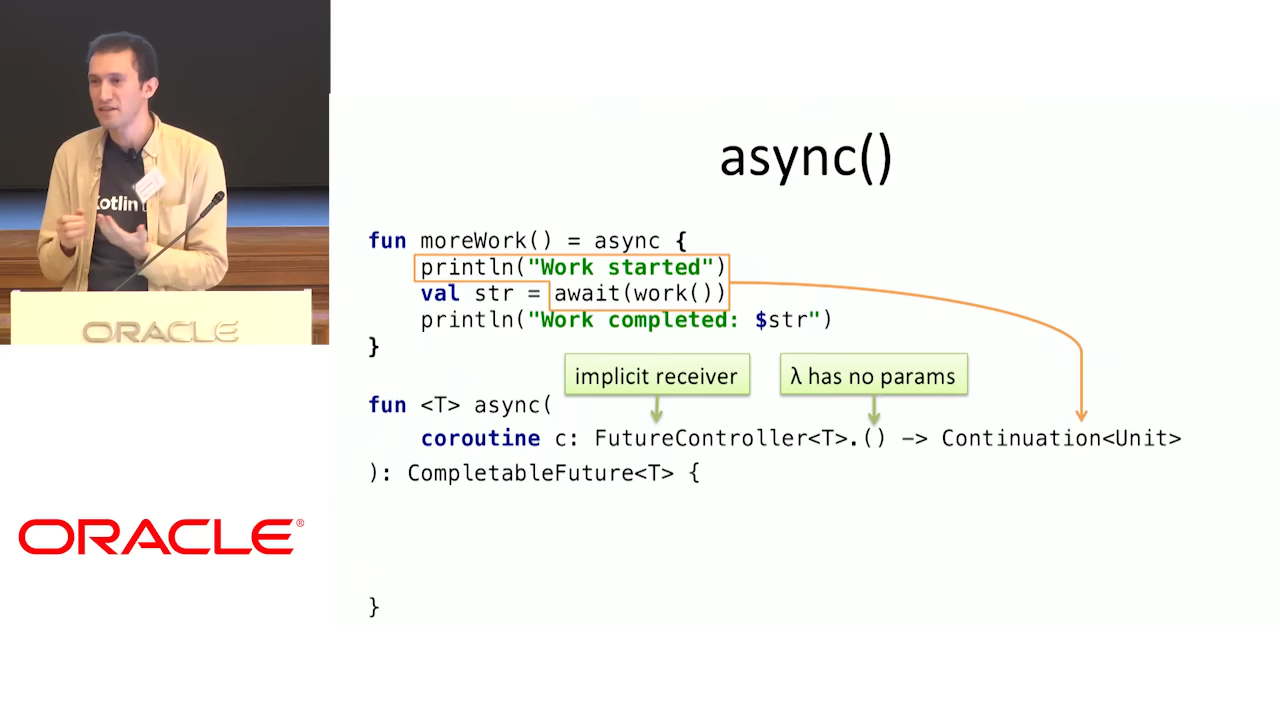 Kotlin
ORACLE
ORACLE®
async()
fun moreWork() = async {
println("Work started")
val str = await(work())
println("Work completed: $str")
}
implicit receiver
λ has no params
fun <T> async(
coroutine c: FutureController<T>.() -> Continuation<Unit>
): CompletableFuture<T> {
}